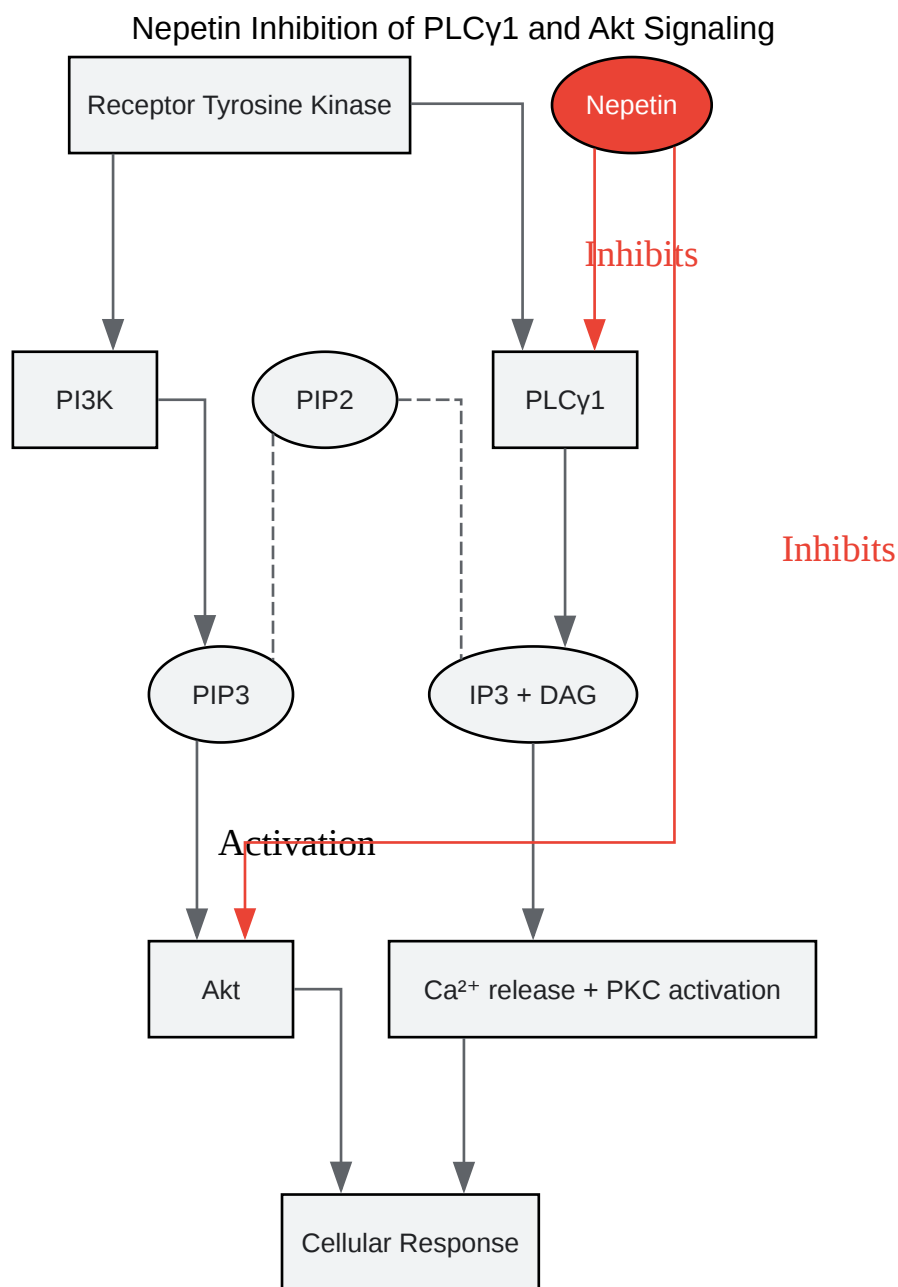 Nepetin Inhibition of PLCγ1 and Akt Signaling
Receptor Tyrosine Kinase
Nepetin
Inhibits
PI3K
PIP2
PLCγ1
Inhibits
PIP3
IP3 + DAG
Activation
Akt
Ca²⁺ release + PKC activation
Cellular Response